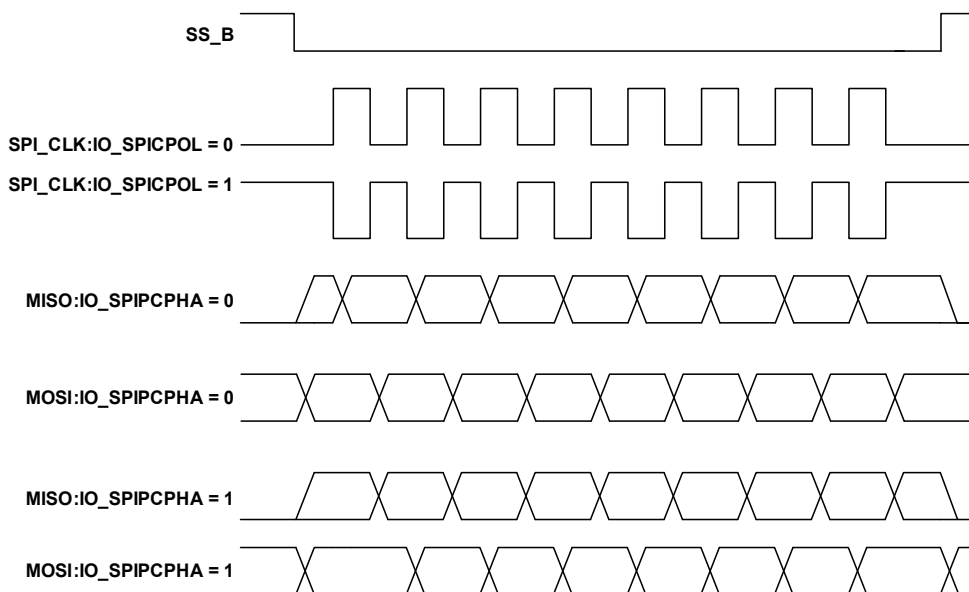 SS_B
SPI_CLK:IO_SPICPOL = 0
SPI_CLK:IO_SPICPOL = 1
MISO:IO_SPIPCPHA = 0
MOSI:IO_SPIPCPHA = 0
MISO:IO_SPIPCPHA = 1
MOSI:IO_SPIPCPHA = 1